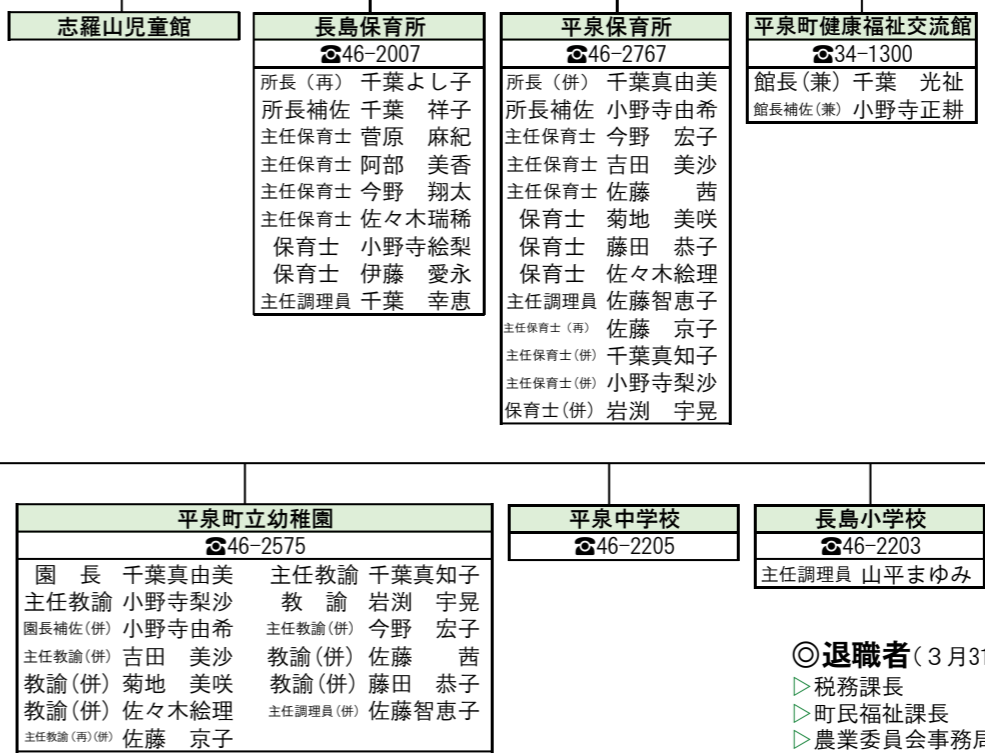 志羅山児童館
長島保育所
☎46-2007
所長（再） 千葉よし子
所長補佐 千葉　祥子
主任保育士 菅原　麻紀
主任保育士 阿部　美香
主任保育士 今野　翔太
主任保育士 佐々木瑞稀
保育士 小野寺絵梨
保育士 伊藤　愛永
主任調理員 千葉　幸恵
平泉保育所
☎46-2767
所長（併） 千葉真由美
所長補佐 小野寺由希
主任保育士 今野　宏子
主任保育士 吉田　美沙
主任保育士 佐藤　　茜
保育士 菊地　美咲
保育士 藤田　恭子
保育士 佐々木絵理
主任調理員 佐藤智恵子
主任保育士（再） 佐藤　京子
主任保育士(併) 千葉真知子
主任保育士(併) 小野寺梨沙
保育士(併) 岩渕　宇晃
平泉町健康福祉交流館
☎34-1300
館長(兼) 千葉　光祉
館長補佐(兼) 小野寺正耕
平泉町立幼稚園
☎46-2575
園　長 千葉真由美 主任教諭 千葉真知子
主任教諭 小野寺梨沙 教　諭 岩渕　宇晃
園長補佐(併) 小野寺由希 主任教諭(併) 今野　宏子
主任教諭(併) 吉田　美沙 教諭(併) 佐藤　　茜
教諭(併) 菊地　美咲 教諭(併) 藤田　恭子
教諭(併) 佐々木絵理 主任調理員(併) 佐藤智恵子
主任教諭(再)(併) 佐藤　京子
平泉中学校
☎46-2205
長島小学校
☎46-2203
主任調理員 山平まゆみ
◎退職者(３月31
▷税務課長
▷町民福祉課長
▷農業委員会事務局